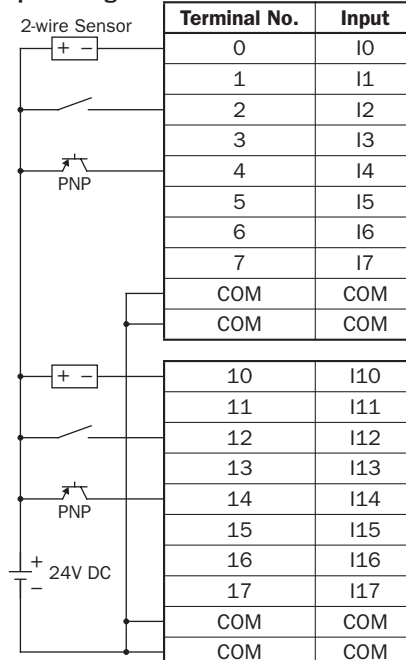 2-wire Sensor
Terminal No. Input
+ − 0 I0
1 I1
2 I2
3 I3
PNP 4 I4
5 I5
6 I6
7 I7
COM COM
COM COM
+ − 10 I10
11 I11
12 I12
13 I13
PNP 14 I14
15 I15
+ − 24V DC 16 I16
17 I17
COM COM
COM COM